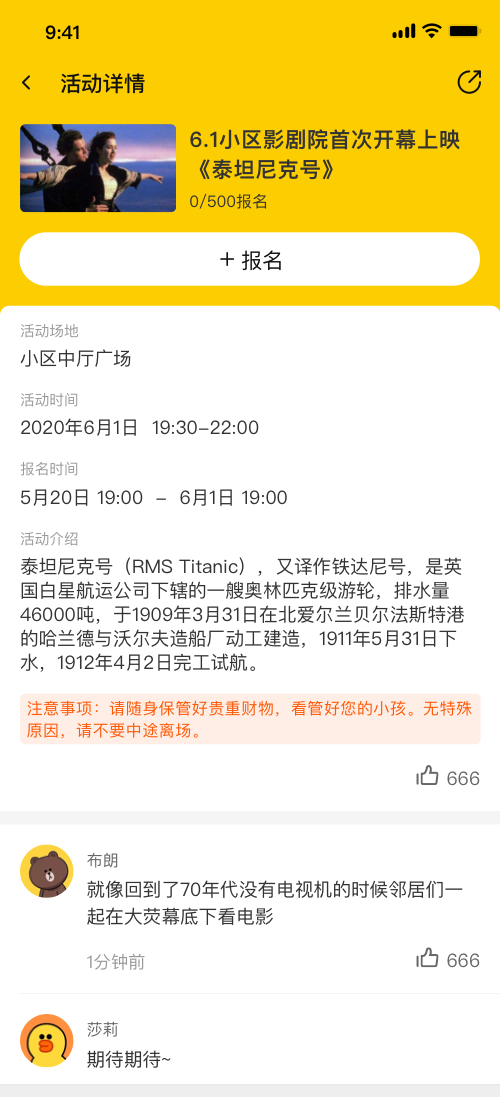 9:41
活动详情
6.1小区影剧院首次开幕上映
《泰坦尼克号》
0/500报名
+ 报名
活动场地
小区中厅广场
活动时间
2020年6月1日 19:30-22:00
报名时间
5月20日 19:00 - 6月1日 19:00
活动介绍
泰坦尼克号（RMS Titanic），又译作铁达尼号，是英
国白星航运公司下辖的一艘奥林匹克级游轮，排水量
46000吨，于1909年3月31日在北爱尔兰贝尔法斯特港
的哈兰德与沃尔夫造船厂动工建造，1911年5月31日下
水，1912年4月2日完工试航。
注意事项：请随身保管好贵重财物，看管好您的小孩。无特殊
原因，请不要中途离场。
666
布朗
就像回到了70年代没有电视机的时候邻居们一
起在大荧幕底下看电影
1分钟前
666
莎莉
期待期待~